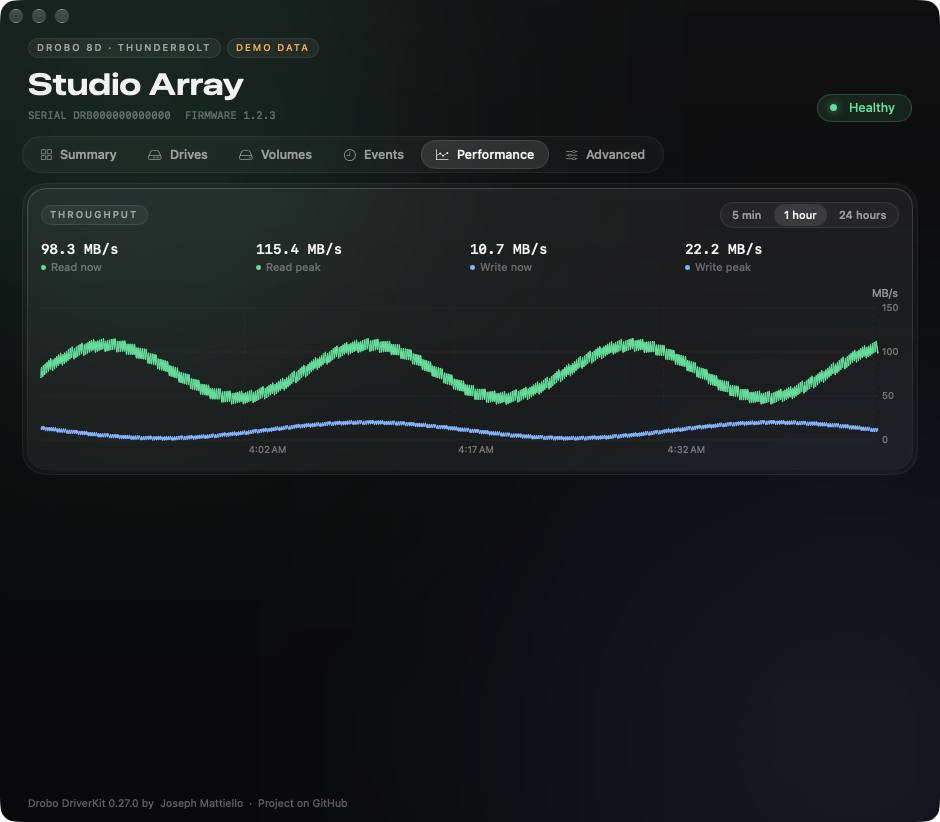 DROBO 8D · THUNDERBOLT DEMO DATA
Studio Array
SERIAL DRB000000000000 FIRMWARE 1.2.3
Healthy
Summary Drives Volumes Events Performance Advanced
THROUGHPUT 5 min 1 hour 24 hours
98.3 MB/s 115.4 MB/s 10.7 MB/s 22.2 MB/s
Read now Read peak Write now Write peak
MB/s
150
100
50
0
4:02 AM 4:17 AM 4:32 AM
Drobo DriverKit 0.27.0 by Joseph Mattiello · Project on GitHub